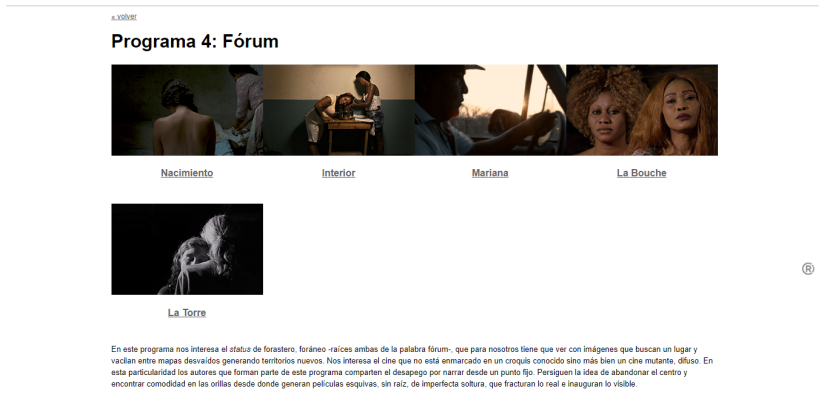 « volver
Programa 4: Fórum
Nacimiento
Interior
Mariana
La Bouche
La Torre
®
En este programa nos interesa el status de forastero, foráneo -raíces ambas de la palabra fórum-, que para nosotros tiene que ver con imágenes que buscan un lugar y
vacilan entre mapas desvaídos generando territorios nuevos. Nos interesa el cine que no está enmarcado en un croquis conocido sino más bien un cine mutante, difuso. En
esta particularidad los autores que forman parte de este programa comparten el desapego por narrar desde un punto fijo. Persiguen la idea de abandonar el centro y
encontrar comodidad en las orillas desde donde generan películas esquivas, sin raíz, de imperfecta soltura, que fracturan lo real e inauguran lo visible.